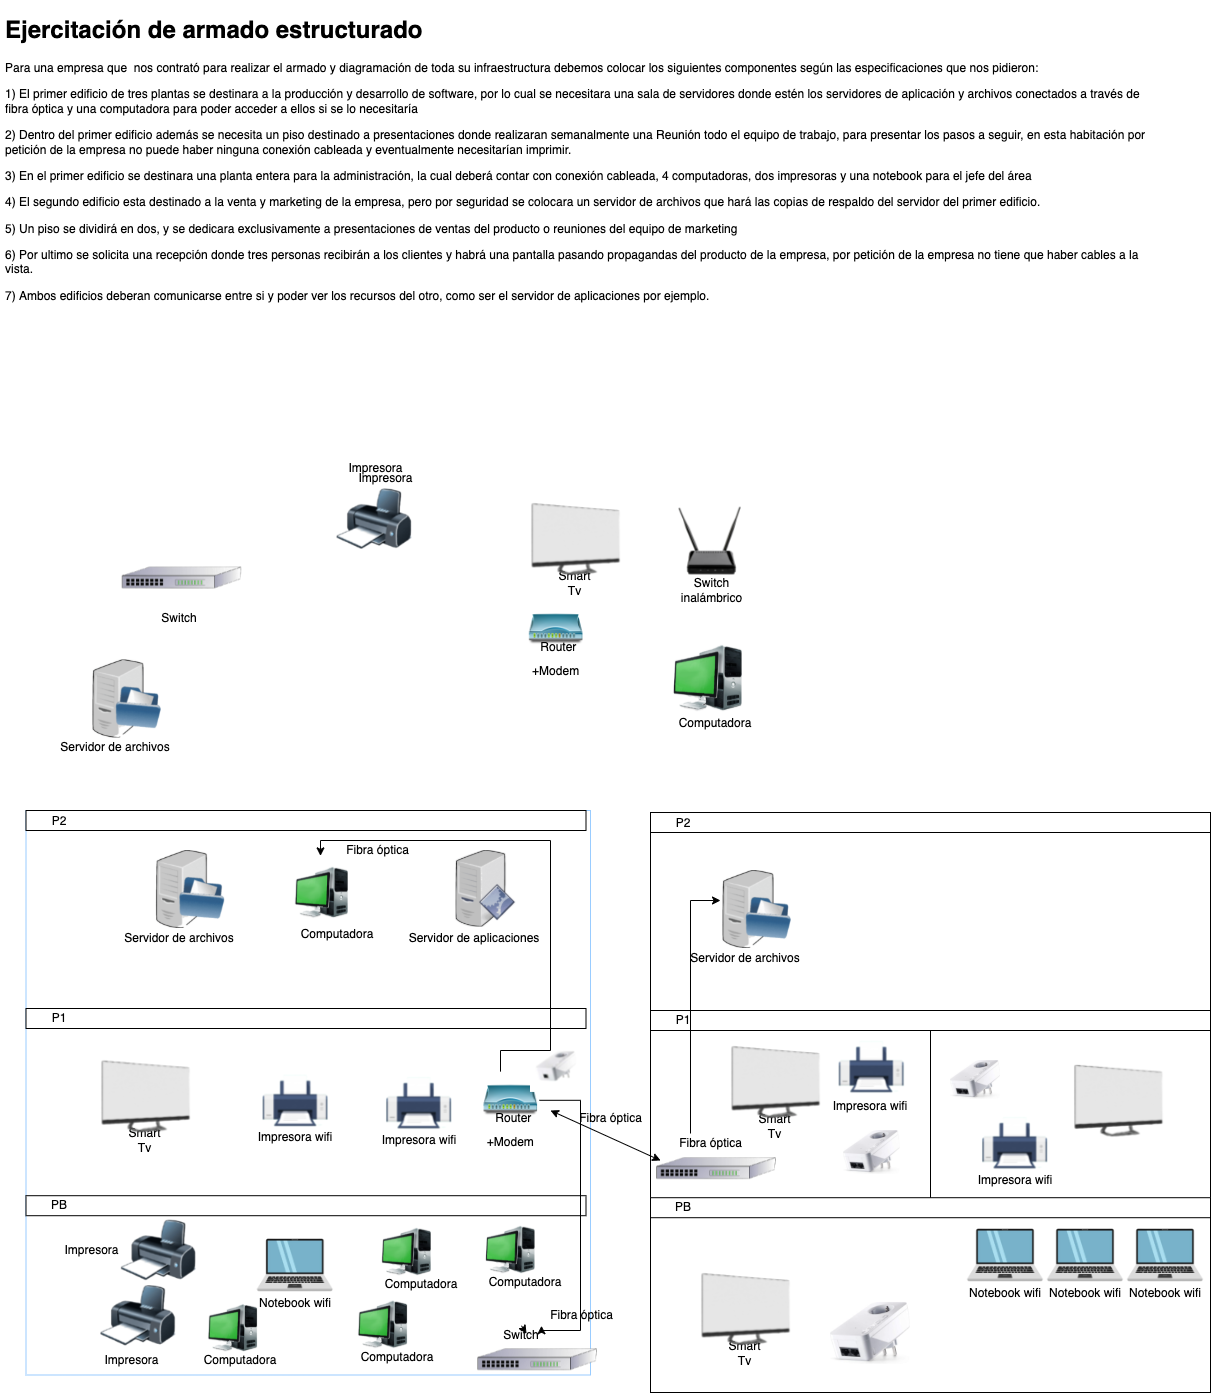 Ejercitación de armado estructurado
Para una empresa que  nos contrató para realizar el armado y diagramación de toda su infraestructura debemos colocar los siguientes componentes según las especificaciones que nos pidieron:
1) El primer edificio de tres plantas se destinara a la producción y desarrollo de software, por lo cual se necesitara una sala de servidores donde estén los servidores de aplicación y archivos conectados a través de
fibra óptica y una computadora para poder acceder a ellos si se lo necesitaría
2) Dentro del primer edificio además se necesita un piso destinado a presentaciones donde realizaran semanalmente una Reunión todo el equipo de trabajo, para presentar los pasos a seguir, en esta habitación por
petición de la empresa no puede haber ninguna conexión cableada y eventualmente necesitarían imprimir.
3) En el primer edificio se destinara una planta entera para la administración, la cual deberá contar con conexión cableada, 4 computadoras, dos impresoras y una notebook para el jefe del área
4) El segundo edificio esta destinado a la venta y marketing de la empresa, pero por seguridad se colocara un servidor de archivos que hará las copias de respaldo del servidor del primer edificio.
5) Un piso se dividirá en dos, y se dedicara exclusivamente a presentaciones de ventas del producto o reuniones del equipo de marketing
6) Por ultimo se solicita una recepción donde tres personas recibirán a los clientes y habrá una pantalla pasando propagandas del producto de la empresa, por petición de la empresa no tiene que haber cables a la
vista.
7) Ambos edificios deberan comunicarse entre si y poder ver los recursos del otro, como ser el servidor de aplicaciones por ejemplo.
Impresora
Impresora
Smart
Tv
Switch
inalámbrico
Switch
Router
+Modem
Computadora
Servidor de archivos
P2
Fibra óptica
Servidor de archivos
Computadora
Servidor de aplicaciones
P1
Smart
Tv
Impresora wifi
Impresora wifi
Router
+Modem
Fibra óptica
PB
Impresora
Notebook wifi
Computadora
Computadora
Impresora
Computadora
Computadora
Fibra óptica
Switch
P2
Servidor de archivos
P1
Smart
Tv
Impresora wifi
Fibra óptica
Impresora wifi
PB
Notebook wifi
Notebook wifi
Notebook wifi
Smart
Tv